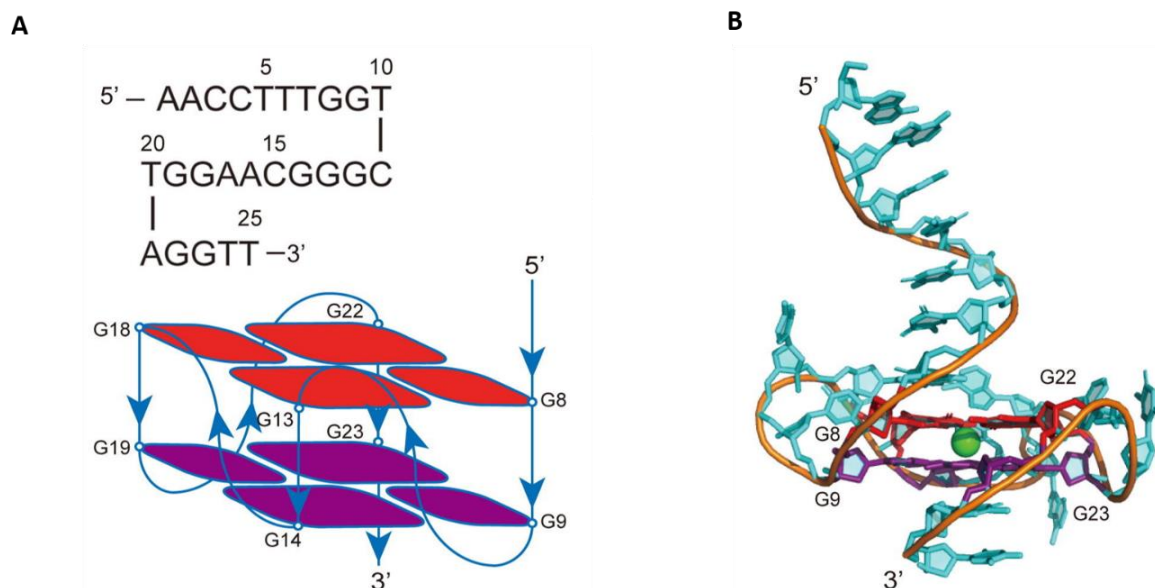 A
B
5
10
5’ – AACCTTTGGT
20
15
TGGAACGGGC
25
AGGTT –3’
5’
G22
G18
G8
G13
G23
G19
G9
G14
3’
5’
G22
G8
G9
G23
3’